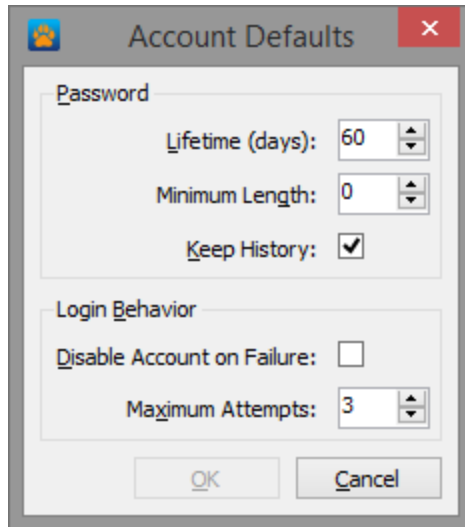 Account Defaults
Password
Lifetime (days): 60
Minimum Length: 0
Keep History:
Login Behavior
Disable Account on Failure:
Maximum Attempts: 3
OK Cancel